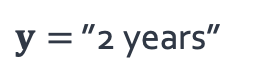 y = "2 years"